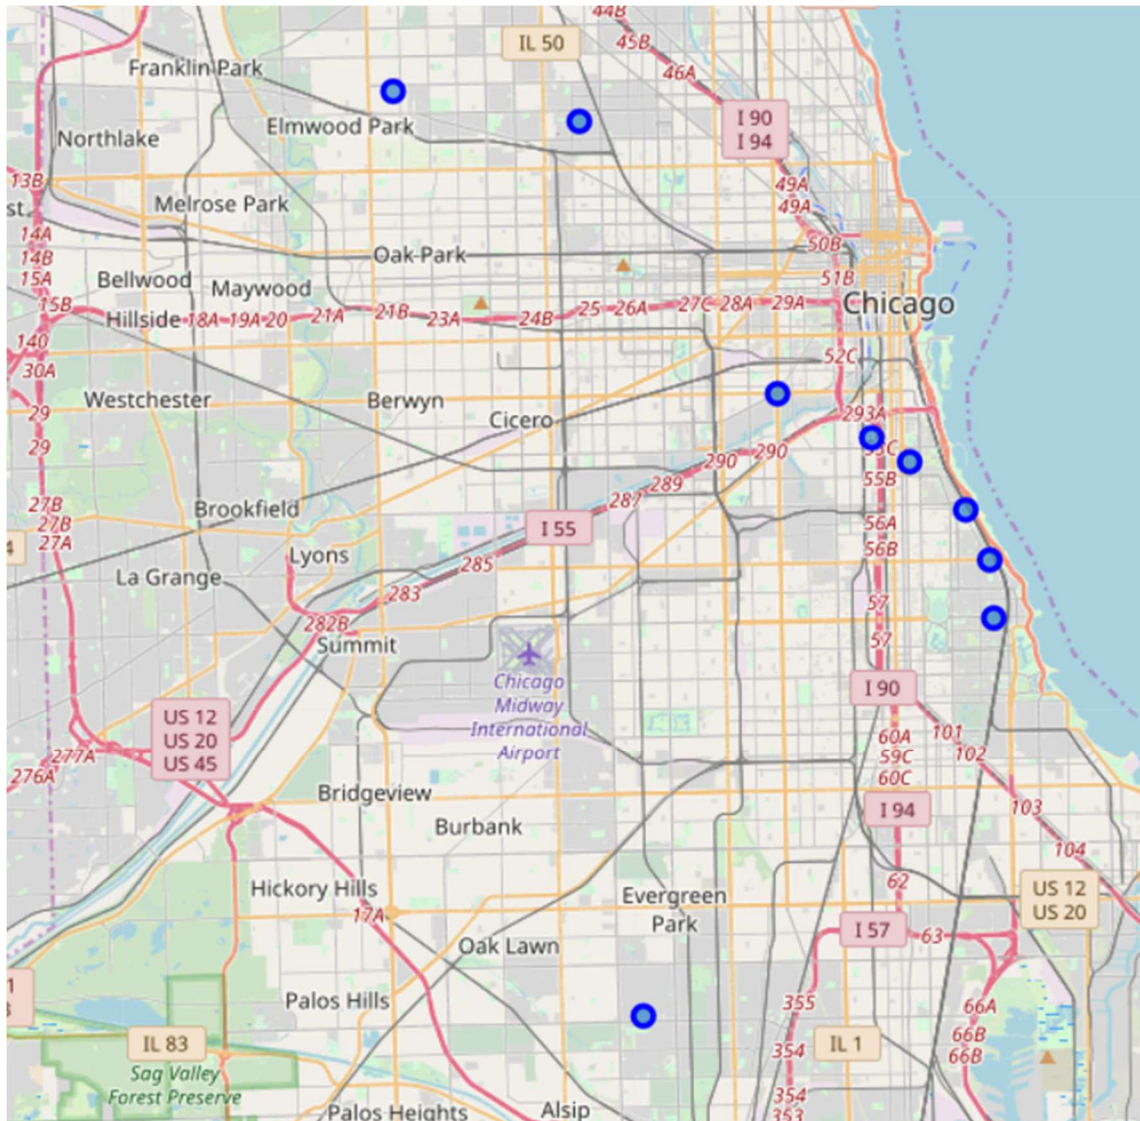 44B
45B
IL 50
46A
Franklin Park
I 90
I 94
Elmwood Park
Northlake
13B
49A
49A
Melrose Park
st.
14A
50B
14B
Oak Park
15A
Bellwood
51B
Maywood
15B
Hillside 18A 19A 20 21A 21B 23A 24B 25 26A 27C 28A 29A
Chicago
140
52C
30A
Westchester
Berwyn
29
293A
Cicero
29
290
290
55B
289
27B
287
Brookfield
27B
56A
I 55
27A
4
56B
Lyons
285
La Grange
283
57
282B
57
Summit
Chicago
Midway
International
Airport
I 90
US 12
US 20
US 45
101
60A
102
277A
59C
276A
60C
Bridgeview
103
I 94
Burbank
104
62
Hickory Hills
US 12
US 20
Evergreen
Park
17A
I 57
63
Oak Lawn
1
Palos Hills
355
66A
66B
IL 83
IL 1
354
66B
Sag Valley
Forest Preserve
354
Palos Heights
Alsip
353